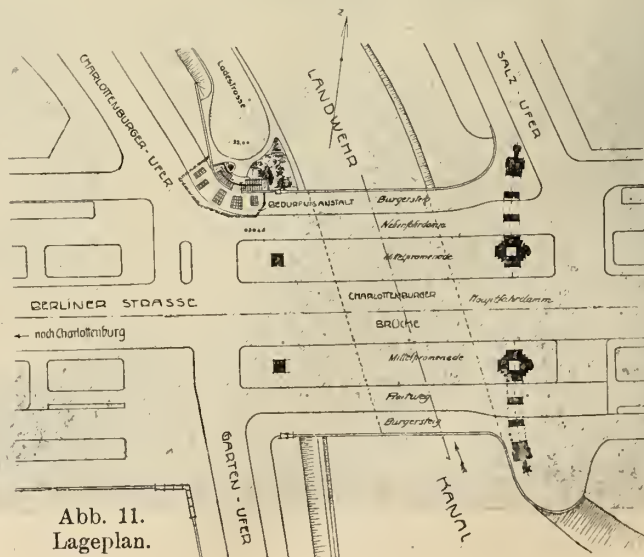 Z
CHARLOTTENBURGER-UFER.
Ladestrasse
LANDWEHR
SALZ-UFER
BEDÜRFNISANSTALT
Bürgersteig
Nebenfahrdamm
Mittelpromenade
BERLINER STRASSE
CHARLOTTENBURGER
Hauptfahrdamm
← nach Charlottenburg
BRÜCKE
Mittelpromenade
Reitweg
Bürgersteig
GARTEN-UFER
KANAL
Abb. 11.
Lageplan.